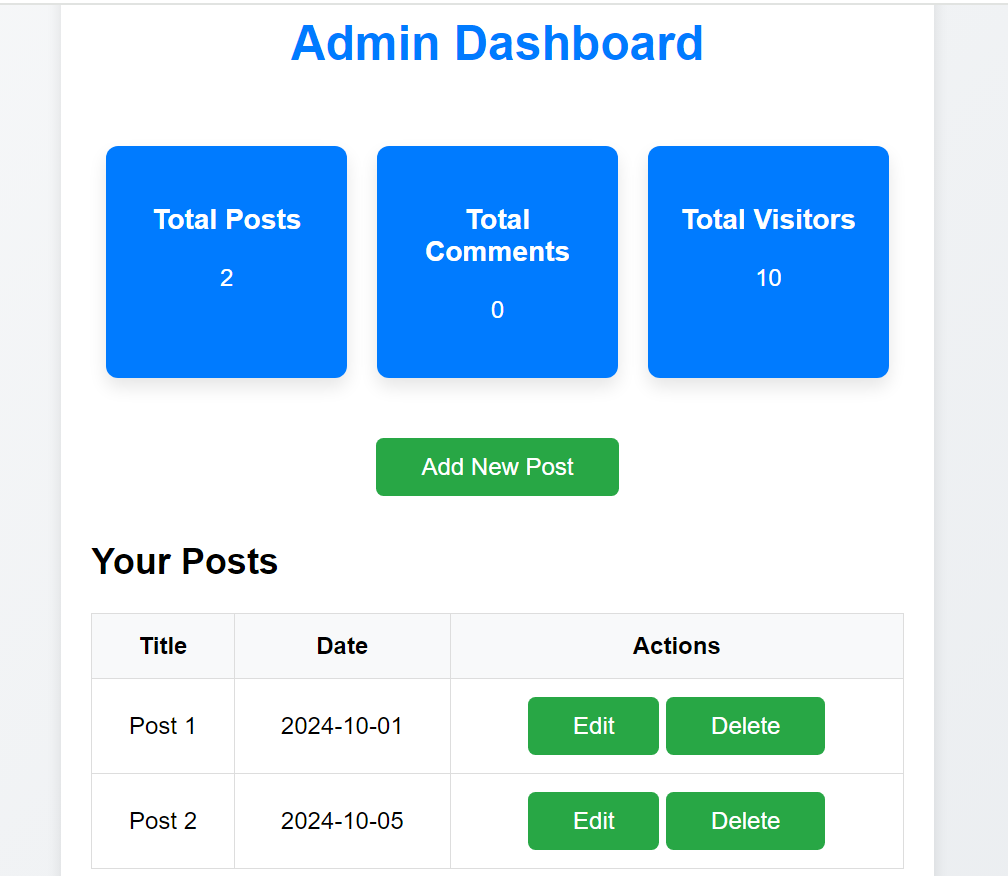 Admin Dashboard
Total Posts
2
Total
Comments
0
Total Visitors
10
Add New Post
Your Posts
Title Date Actions
Post 1 2024-10-01 Edit Delete
Post 2 2024-10-05 Edit Delete